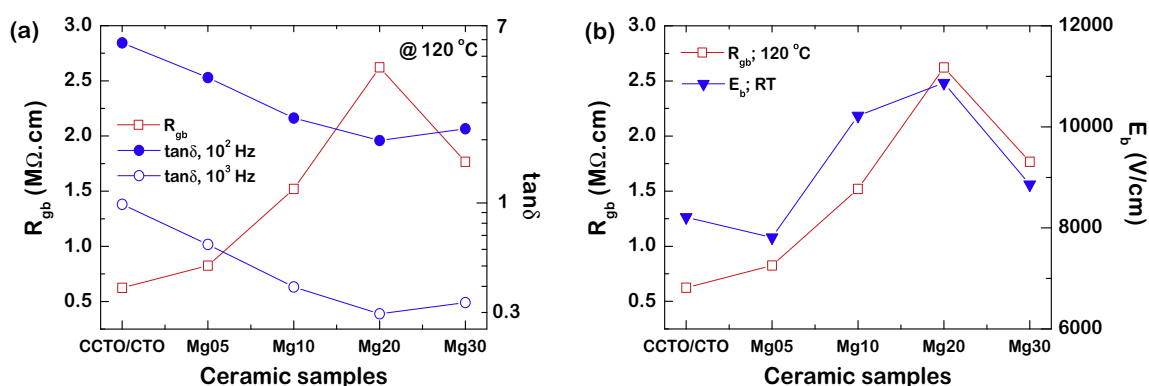 (a)
@ 120 °C
R_gb
tanδ, 10² Hz
tanδ, 10³ Hz
3.0
2.5
2.0
1.5
1.0
0.5
R_gb (MΩ.cm)
7
1
0.3
tanδ
CCTO/CTO Mg05 Mg10 Mg20 Mg30
Ceramic samples
(b)
R_gb; 120 °C
E_b; RT
3.0
2.5
2.0
1.5
1.0
0.5
R_gb (MΩ.cm)
12000
10000
8000
6000
E_b (V/cm)
CCTO/CTO Mg05 Mg10 Mg20 Mg30
Ceramic samples